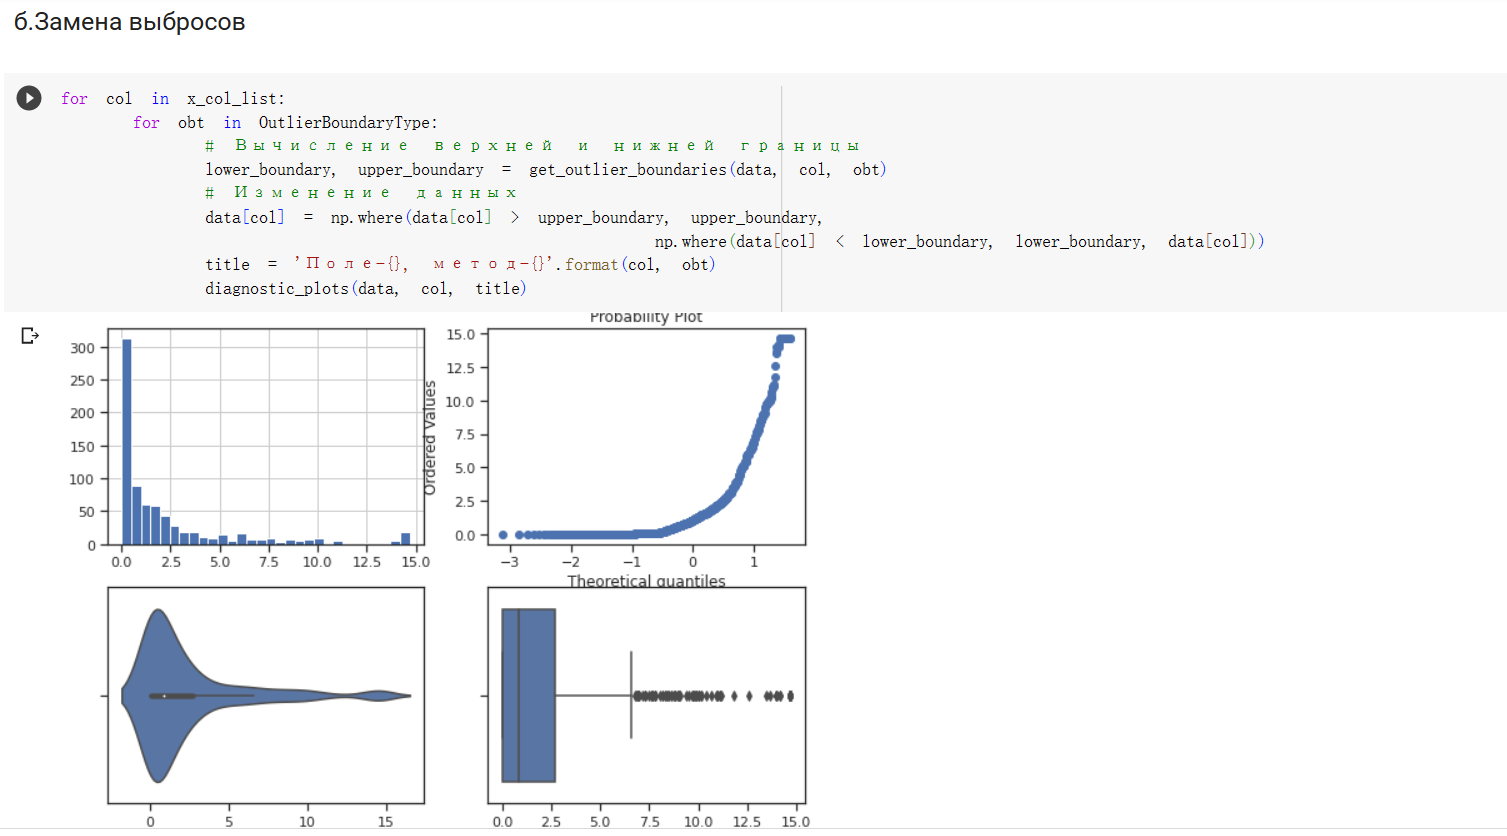 б.Замена выбросов
for col in x_col_list:
for obt in OutlierBoundaryType:
# Вычисление верхней и нижней границы
lower_boundary, upper_boundary = get_outlier_boundaries(data, col, obt)
# Изменение данных
data[col] = np.where(data[col] > upper_boundary, upper_boundary,
np.where(data[col] < lower_boundary, lower_boundary, data[col]))
title = 'Поле-{}, метод-{}'.format(col, obt)
diagnostic_plots(data, col, title)
300
250
200
150
100
50
0
0.0 2.5 5.0 7.5 10.0 12.5 15.0
Probability Plot
Ordered Values
15.0
12.5
10.0
7.5
5.0
2.5
0.0
−3 −2 −1 0 1
Theoretical quantiles
0 5 10 15
0.0 2.5 5.0 7.5 10.0 12.5 15.0